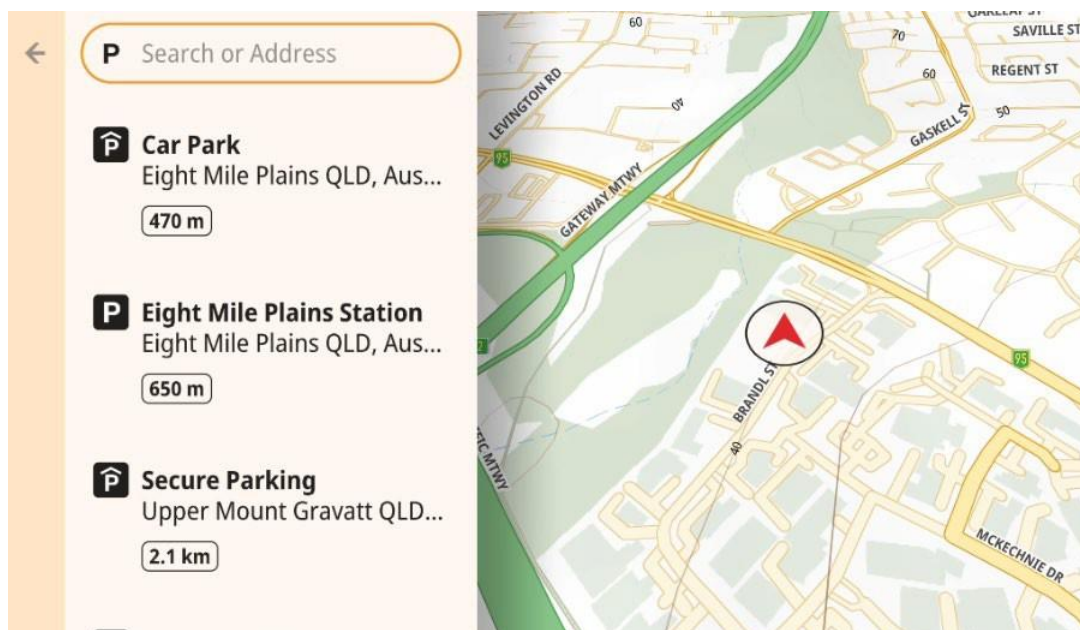 P Search or Address
P Car Park
Eight Mile Plains QLD, Aus...
470 m
P Eight Mile Plains Station
Eight Mile Plains QLD, Aus...
650 m
P Secure Parking
Upper Mount Gravatt QLD...
2.1 km
60
70
SAVILLE ST
60
REGENT ST
LEVINGTON RD
40
50
GASKELL ST
95
GATEWAY MTWY
95
BRANDL ST
40
MTWY
MCKECHNIE DR